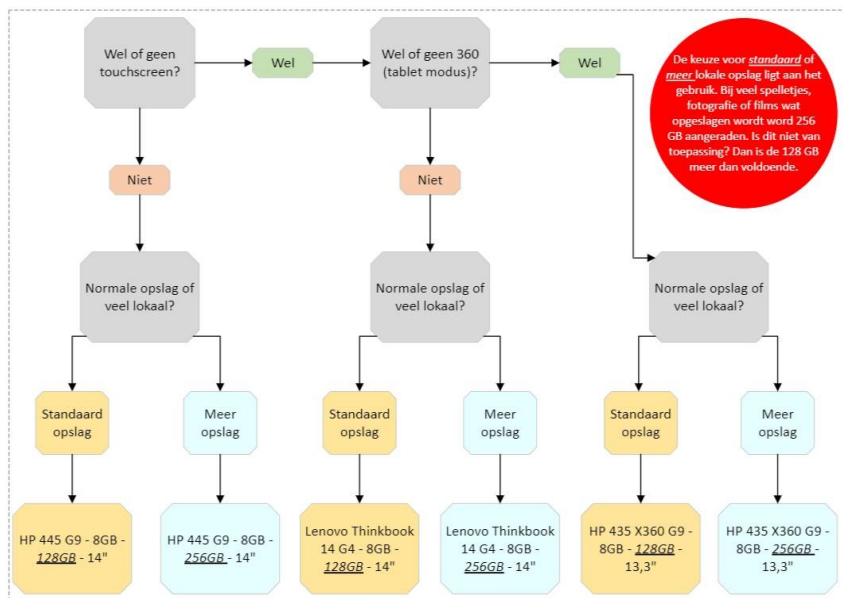 Wel of geen
touchscreen?
Wel
Wel of geen 360
(tablet modus)?
Wel
De keuze voor standaard of
meer lokale opslag ligt aan het
gebruik. Bij veel spelletjes,
fotografie of films wat
opgeslagen wordt word 256
GB aangeraden. Is dit niet van
toepassing? Dan is de 128 GB
meer dan voldoende.
Niet
Niet
Normale opslag of
veel lokaal?
Normale opslag of
veel lokaal?
Normale opslag of
veel lokaal?
Standaard
opslag
Meer
opslag
Standaard
opslag
Meer
opslag
Standaard
opslag
Meer
opslag
HP 445 G9 - 8GB -
128GB - 14"
HP 445 G9 - 8GB -
256GB - 14"
Lenovo Thinkbook
14 G4 - 8GB -
128GB - 14"
Lenovo Thinkbook
14 G4 - 8GB -
256GB - 14"
HP 435 X360 G9 -
8GB - 128GB -
13,3"
HP 435 X360 G9 -
8GB - 256GB -
13,3"